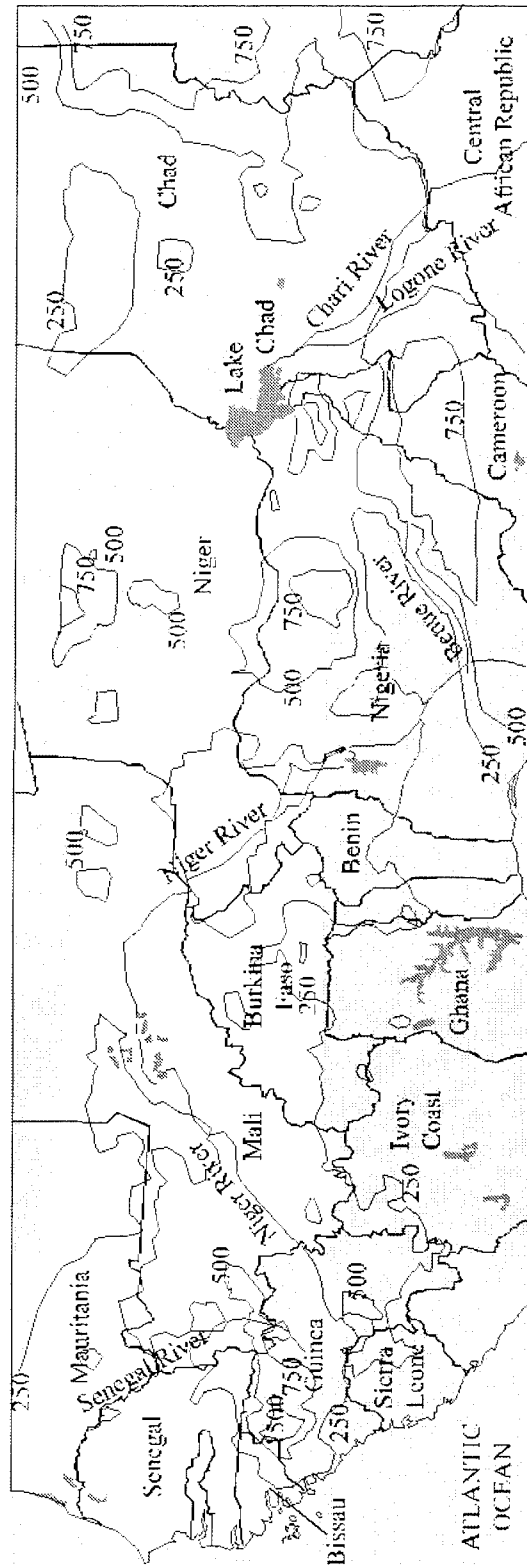 250
Mauritania
Senegal River
Senegal
500
750
500
Guinea
250
Bissau
Sierra
Leone
500
ATLANTIC
OCEAN
Niger River
Mali
Ivory
Coast
250
Burkina
Faso
250
Ghana
500
Niger River
Benin
750
500
500
Niger
750
500
Nigeria
Benue River
250
500
Lake
Chad
250
250
Chad
500
750
750
750
Chari River
Logone River
750
Cameroon
Central
African Republic